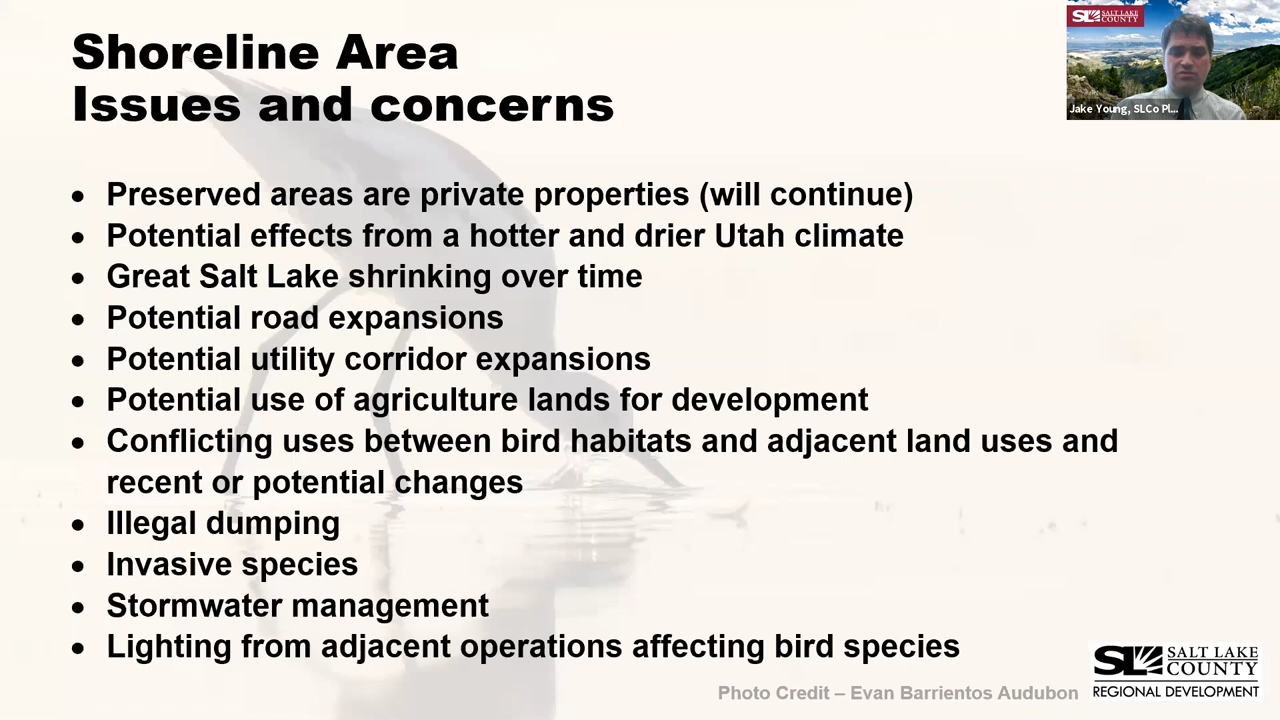 Shoreline Area
Issues and concerns
SL SALT LAKE
COUNTY
Jake Young, SLCo Pl...
• Preserved areas are private properties (will continue)
• Potential effects from a hotter and drier Utah climate
• Great Salt Lake shrinking over time
• Potential road expansions
• Potential utility corridor expansions
• Potential use of agriculture lands for development
• Conflicting uses between bird habitats and adjacent land uses and
recent or potential changes
• Illegal dumping
• Invasive species
• Stormwater management
• Lighting from adjacent operations affecting bird species
Photo Credit – Evan Barrientos Audubon
SL SALT LAKE
COUNTY
REGIONAL DEVELOPMENT